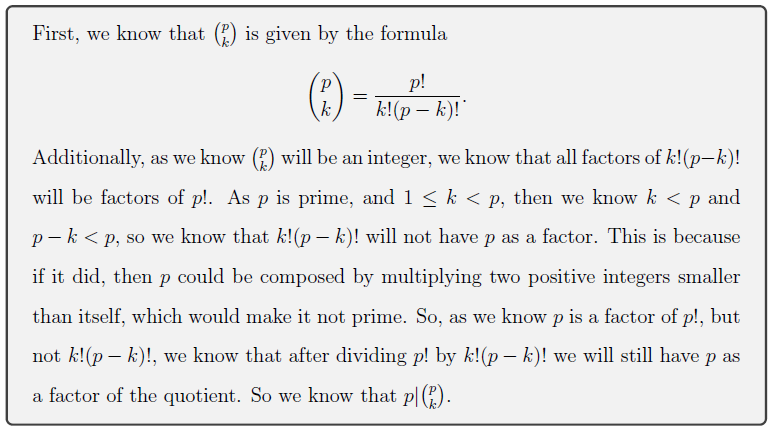 First, we know that \binom{p}{k} is given by the formula
\binom{p}{k} = \frac{p!}{k!(p − k)!}.
Additionally, as we know \binom{p}{k} will be an integer, we know that all factors of k!(p−k)!
will be factors of p!. As p is prime, and 1 ≤ k < p, then we know k < p and
p − k < p, so we know that k!(p − k)! will not have p as a factor. This is because
if it did, then p could be composed by multiplying two positive integers smaller
than itself, which would make it not prime. So, as we know p is a factor of p!, but
not k!(p − k)!, we know that after dividing p! by k!(p − k)! we will still have p as
a factor of the quotient. So we know that p|\binom{p}{k}.